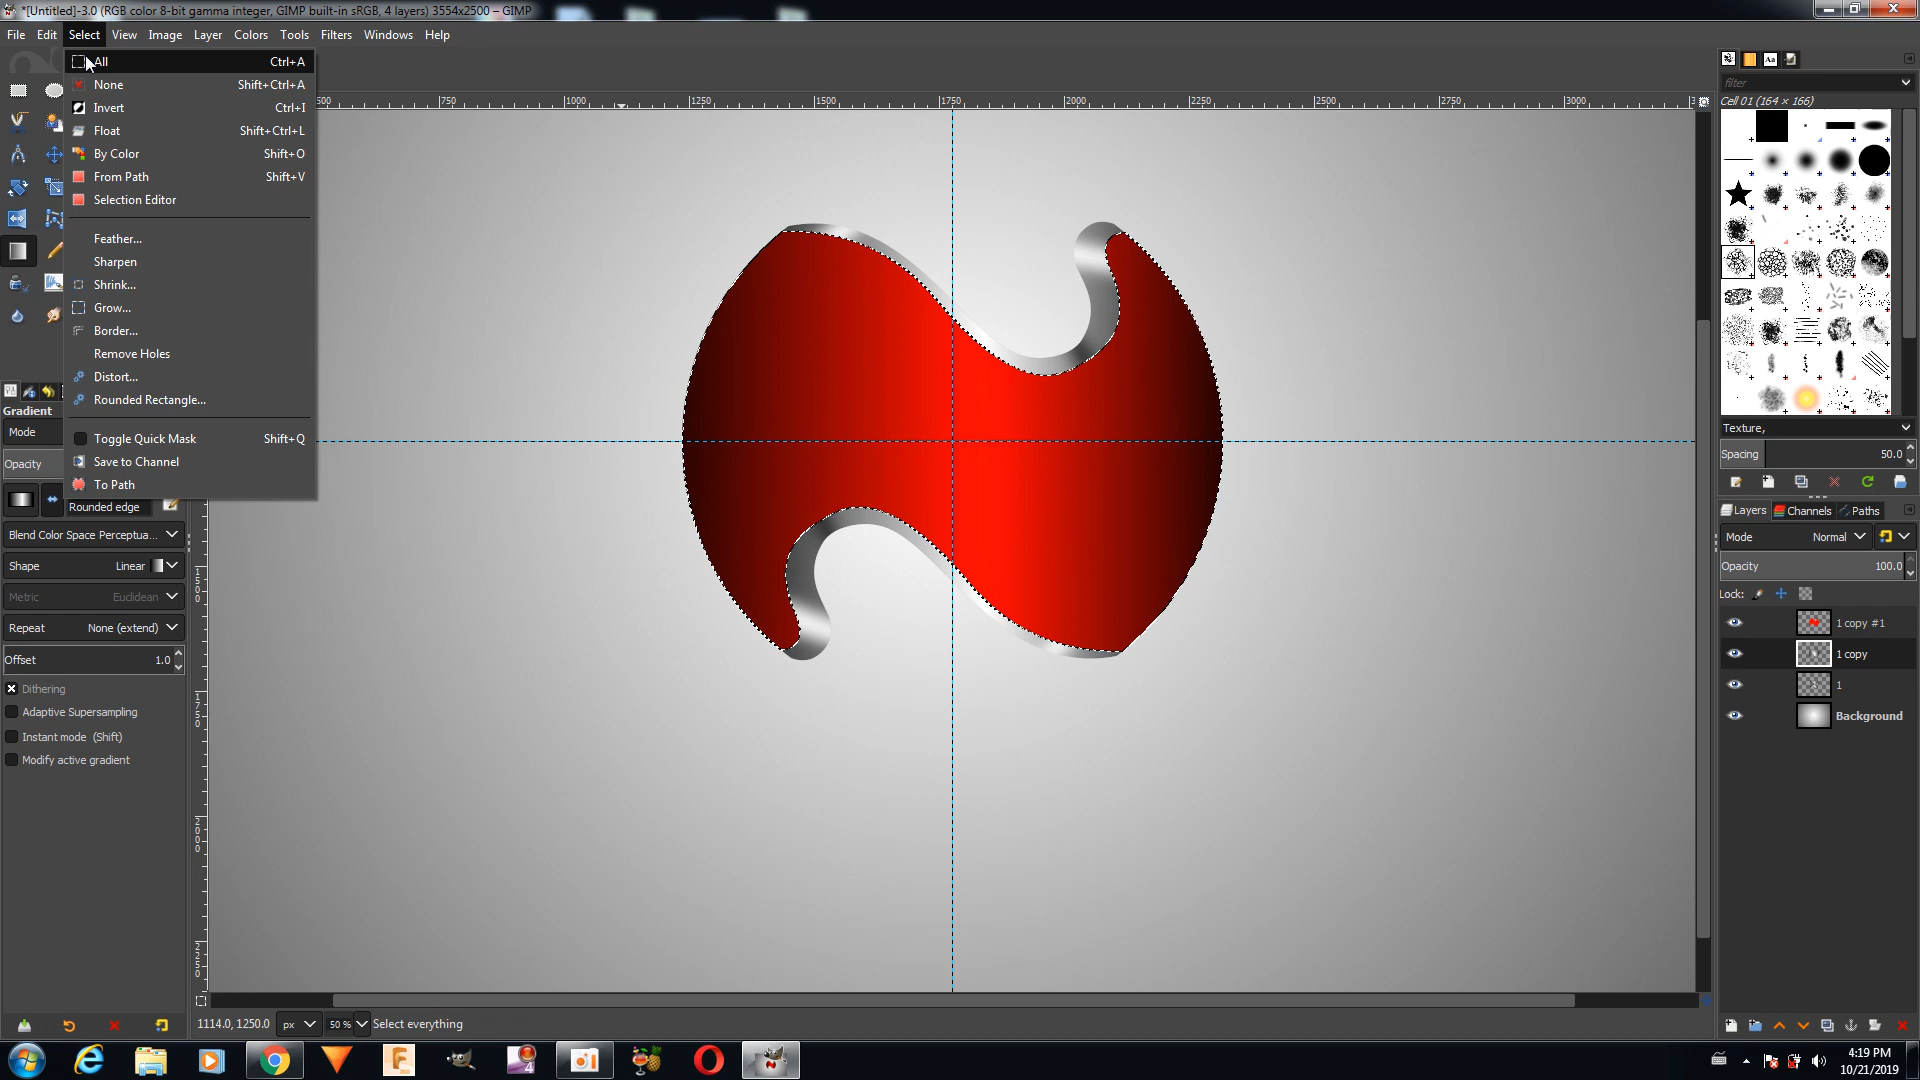 *[Untitled]-3.0 (RGB color 8-bit gamma integer, GIMP built-in sRGB, 4 layers) 3554x2500 – GIMP
File Edit Select View Image Layer Colors Tools Filters Windows Help
All Ctrl+A
None Shift+Ctrl+A
Invert Ctrl+I
Float Shift+Ctrl+L
By Color Shift+O
From Path Shift+V
Selection Editor
Feather...
Sharpen
Shrink...
Grow...
Border...
Remove Holes
Distort...
Rounded Rectangle...
Toggle Quick Mask Shift+Q
Save to Channel
To Path
500 750 1000 1250 1500 1750 2000 2250 2500 2750 3000
1500
1750
2000
2250
Gradient
Mode
Opacity
Rounded edge
Blend Color Space Perceptua...
Shape Linear
Metric Euclidean
Repeat None (extend)
Offset 1.0
Dithering
Adaptive Supersampling
Instant mode (Shift)
Modify active gradient
1114.0, 1250.0 px 50 % Select everything
filter
Cell 01 (164 × 166)
Texture,
Spacing 50.0
Layers Channels Paths
Mode Normal
Opacity 100.0
Lock:
1 copy #1
1 copy
1
Background
4:19 PM
10/21/2019